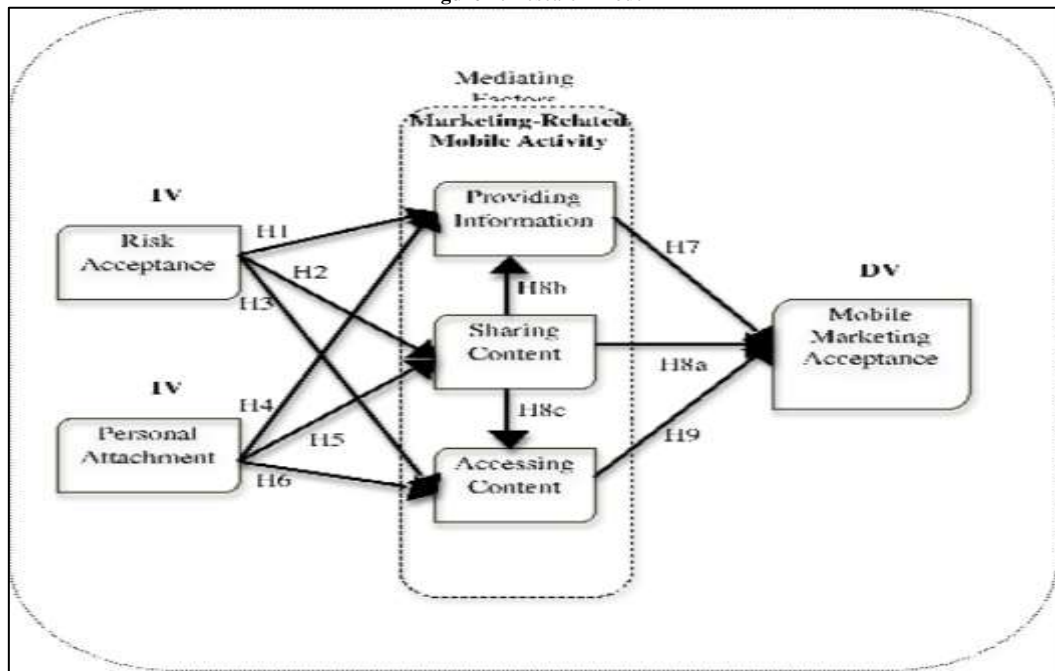 Mediating
Factors
Marketing-Related
Mobile Activity
IV
Risk
Acceptance
H1
H2
H3
Providing
Information
H7
H8b
DV
Sharing
Content
H8a
Mobile
Marketing
Acceptance
IV
Personal
Attachment
H4
H5
H6
H8c
H9
Accessing
Content